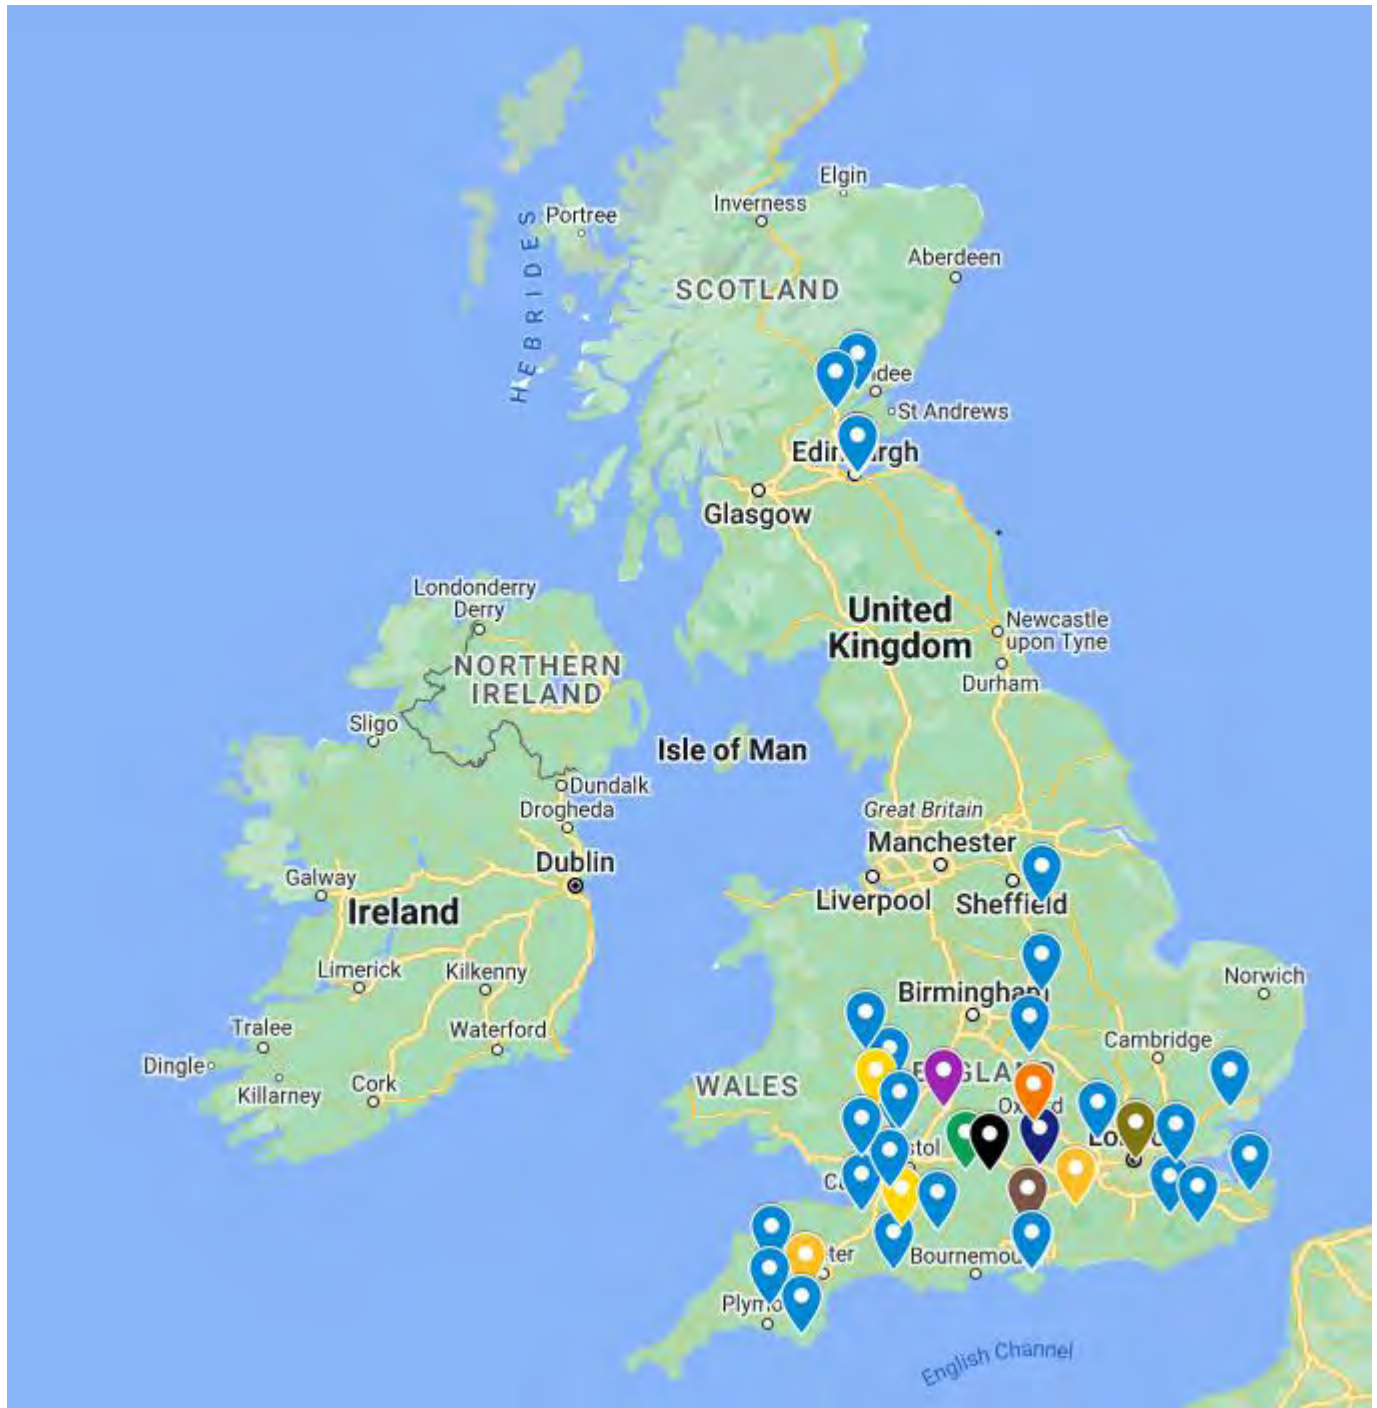 Elgin
Inverness
Portree
HEBRIDES
Aberdeen
SCOTLAND
St Andrews
Glasgow
Londonderry
Derry
United
Kingdom
Newcastle
upon Tyne
NORTHERN
IRELAND
Durham
Sligo
Isle of Man
Dundalk
Drogheda
Great Britain
Manchester
Dublin
Galway
Ireland
Liverpool
Sheffield
Limerick
Kilkenny
Norwich
Birmingham
Tralee
Waterford
Cambridge
Dingle
Killarney
Cork
WALES
English Channel